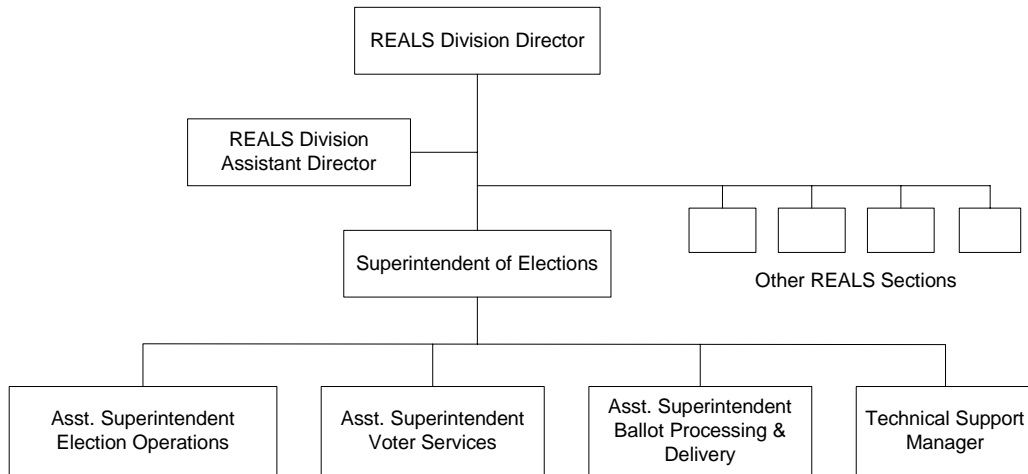 REALS Division Director
REALS Division
Assistant Director
Superintendent of Elections
Other REALS Sections
Asst. Superintendent
Election Operations
Asst. Superintendent
Voter Services
Asst. Superintendent
Ballot Processing &
Delivery
Technical Support
Manager